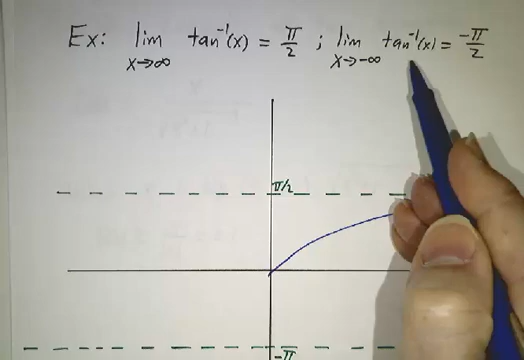 Ex: lim x→∞ tan⁻¹(x) = π/2 ; lim x→-∞ tan⁻¹(x) = -π/2
π/2
-π